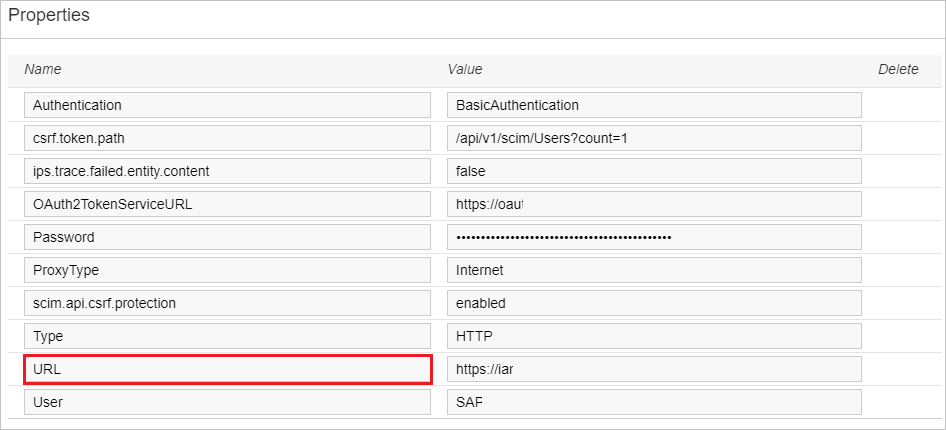 Properties
Name Value Delete
Authentication BasicAuthentication
csrf.token.path /api/v1/scim/Users?count=1
ips.trace.failed.entity.content false
OAuth2TokenServiceURL https://oaut
Password ••••••••••••••••••••••••••••••••••••••••••••
ProxyType Internet
scim.api.csrf.protection enabled
Type HTTP
URL https://iar
User SAF